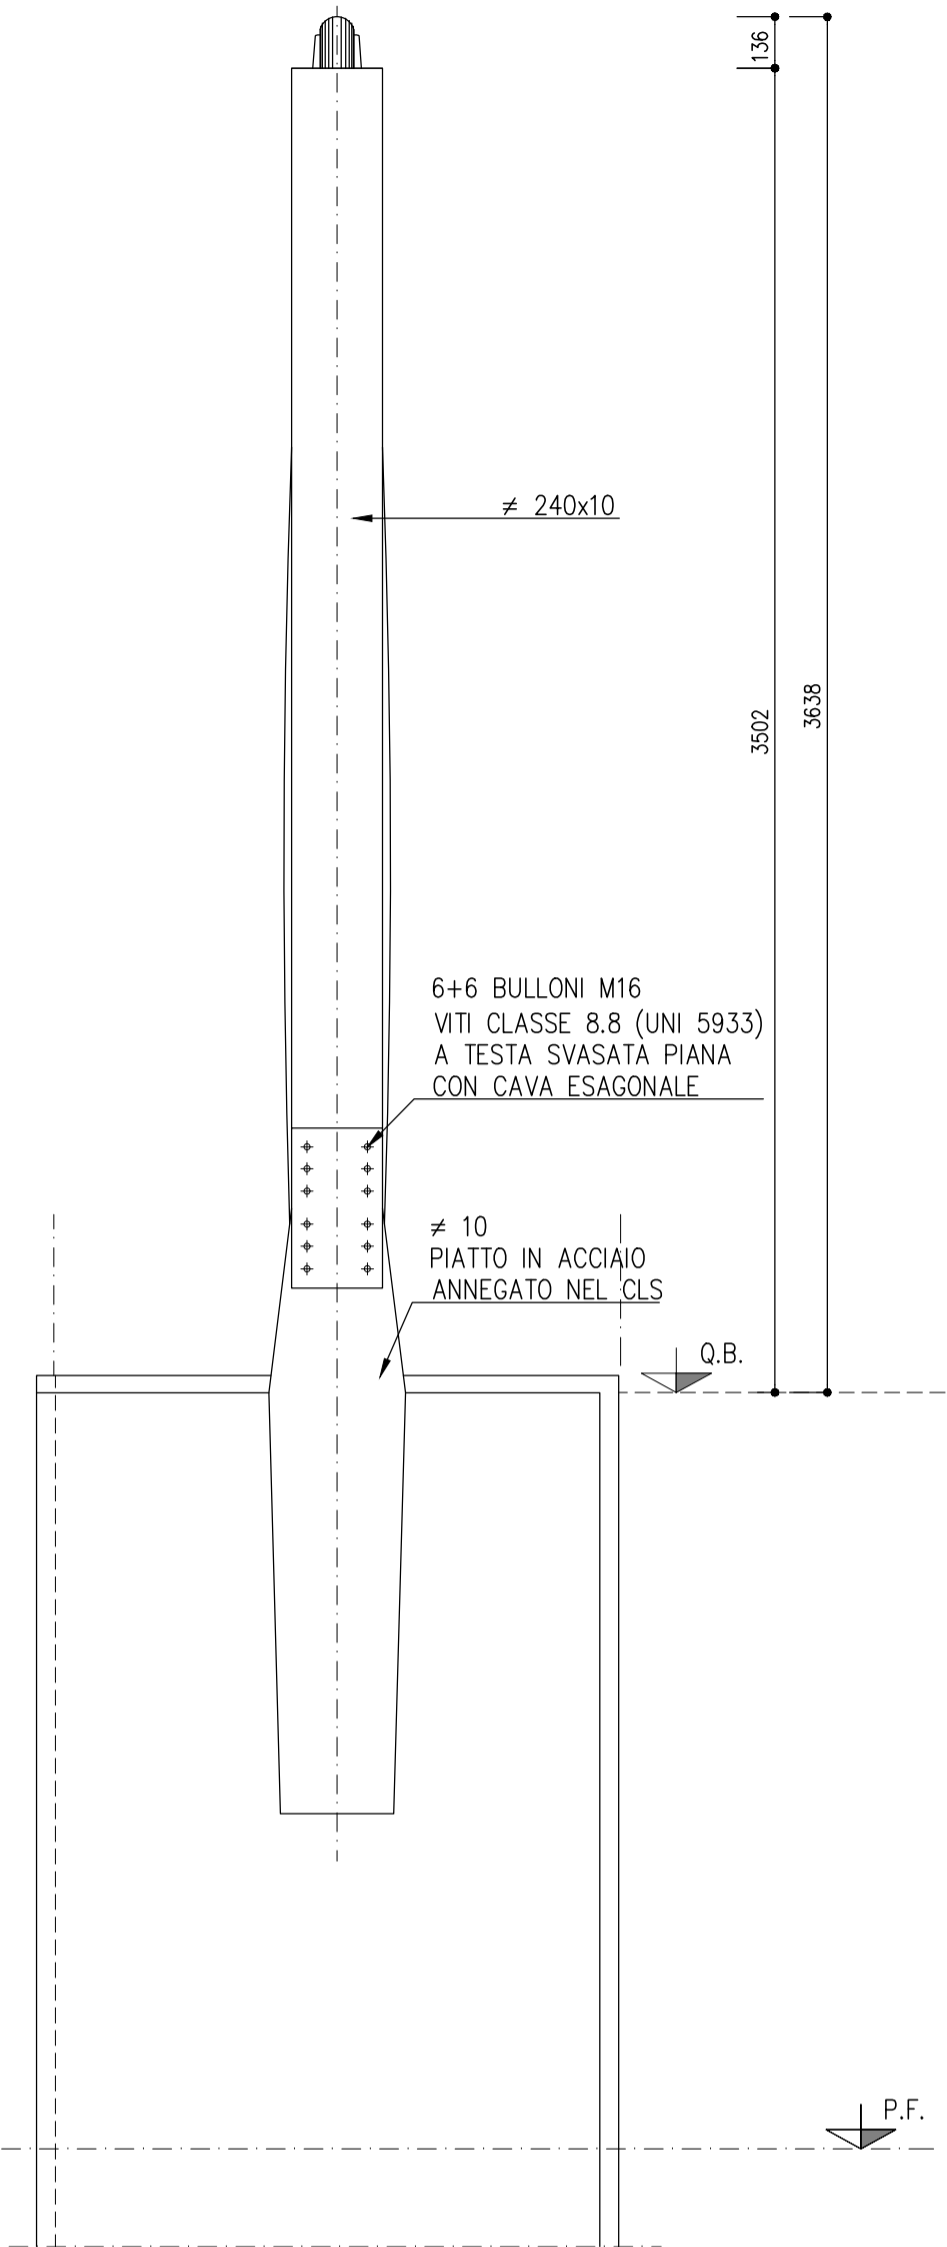 136
≠ 240x10
3502
3638
6+6 BULLONI M16
VITI CLASSE 8.8 (UNI 5933)
A TESTA SVASATA PIANA
CON CAVA ESAGONALE
≠ 10
PIATTO IN ACCIAIO
ANNEGATO NEL CLS
Q.B.
P.F.